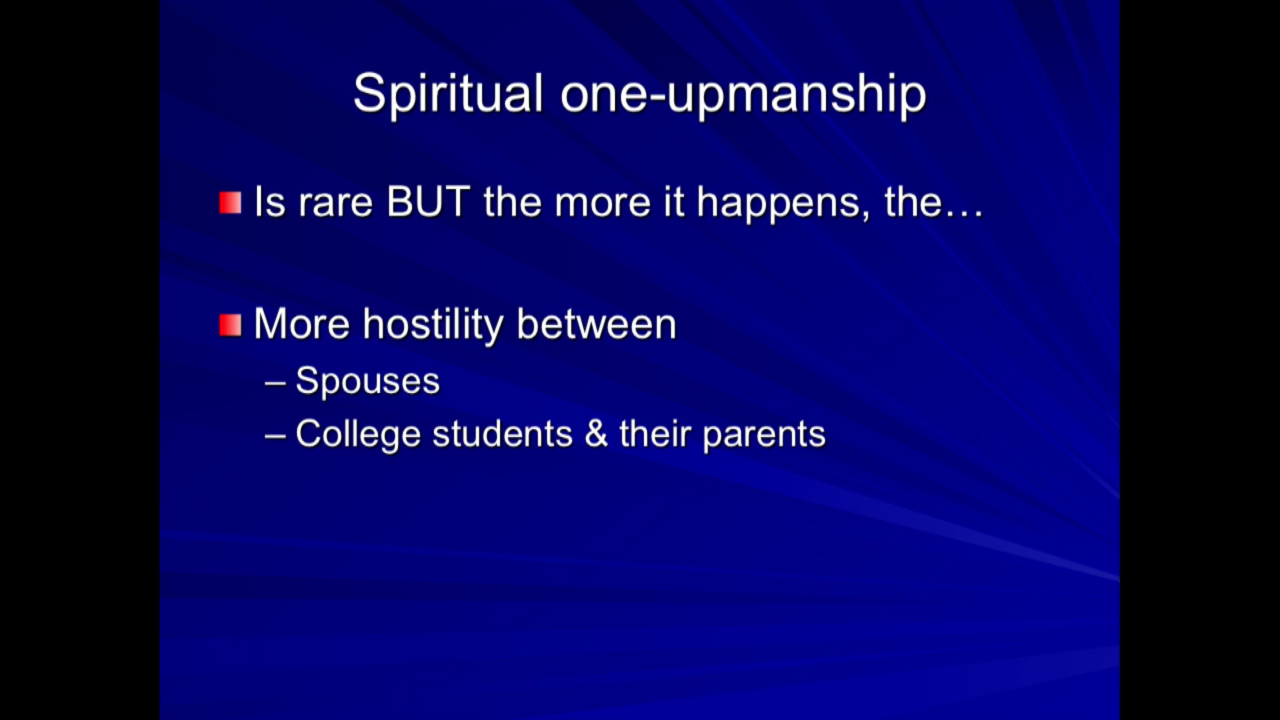 Spiritual one-upmanship
Is rare BUT the more it happens, the…
More hostility between
– Spouses
– College students & their parents